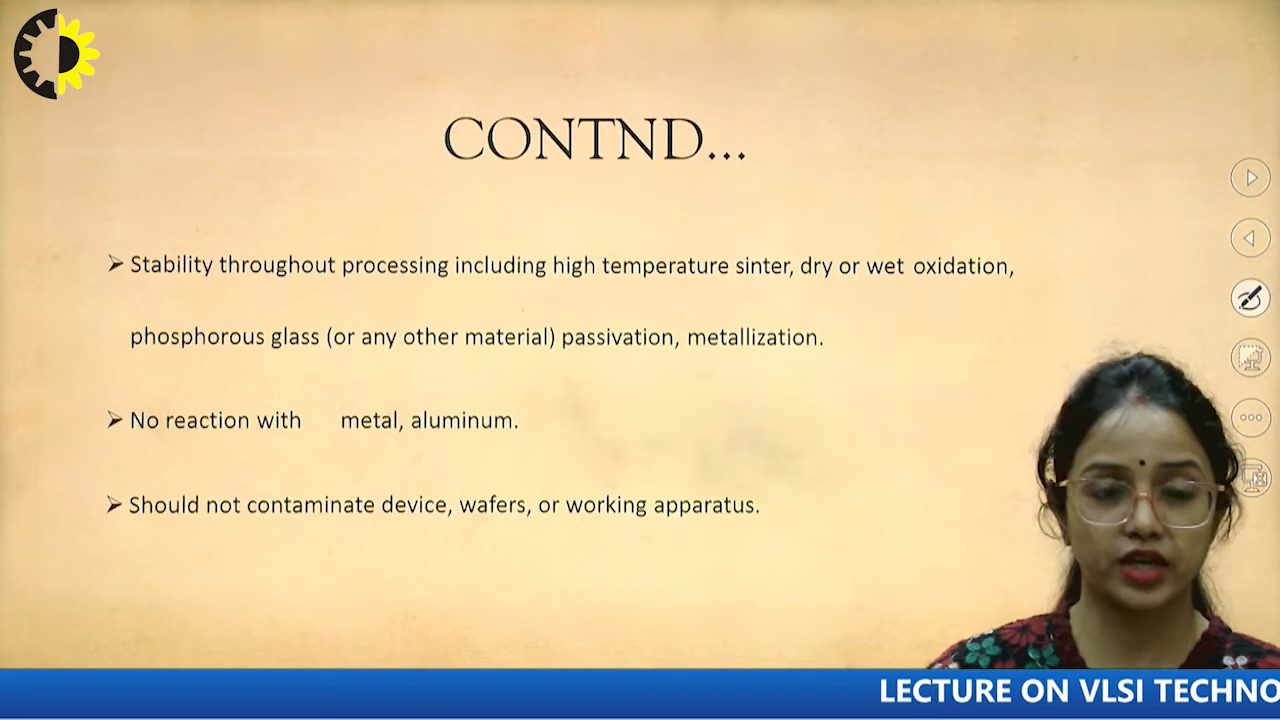 CONTND...
➢ Stability throughout processing including high temperature sinter, dry or wet oxidation,
phosphorous glass (or any other material) passivation, metallization.
➢ No reaction with metal, aluminum.
➢ Should not contaminate device, wafers, or working apparatus.
LECTURE ON VLSI TECHNO